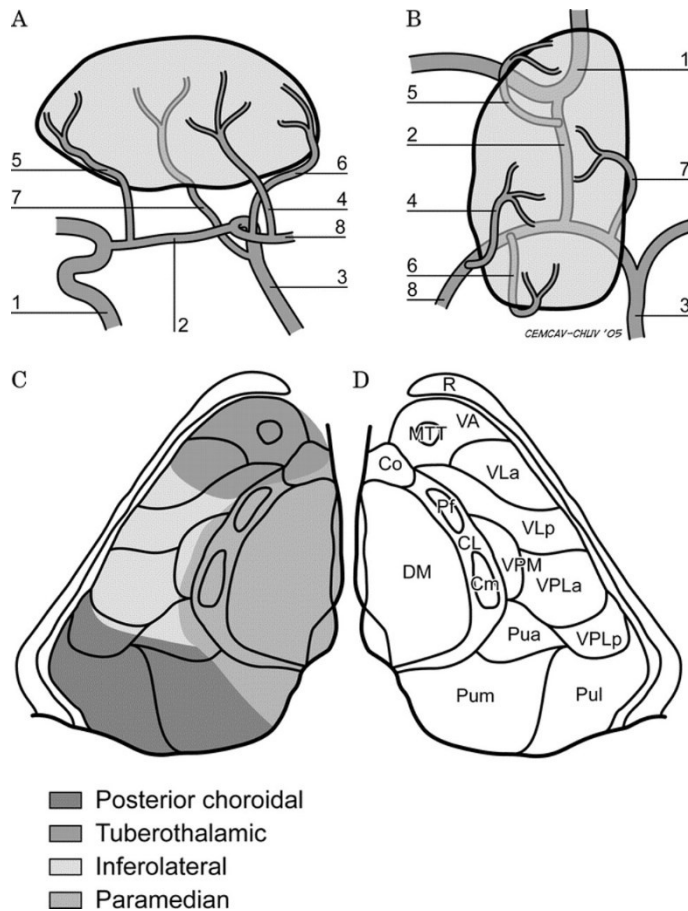 A
5
7
1
2
6
4
8
3
B
1
5
2
7
4
6
8
3
CEMCAV-CHUV '05
C
D
R
VA
MTT
Co
VLa
Pf
VLp
CL
VPM
DM
Cm
VPLa
Pua
VPLp
Pum
Pul
Posterior choroidal
Tuberothalamic
Inferolateral
Paramedian